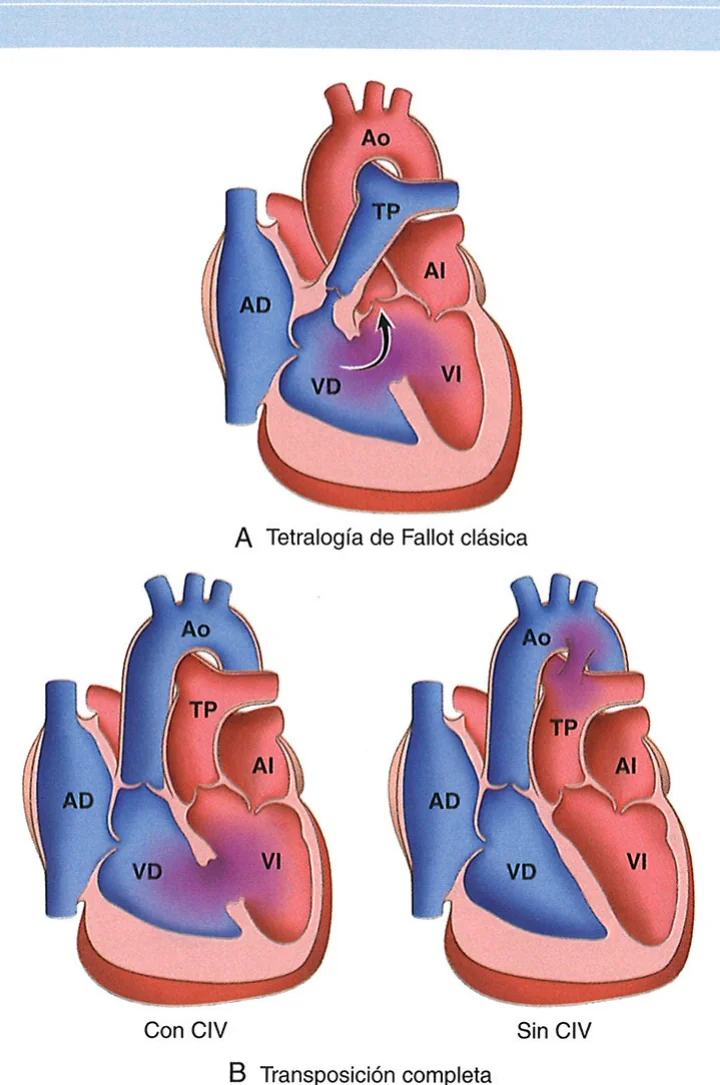 Ao
TP
AI
AD
VD
VI
A Tetralogía de Fallot clásica
Ao
TP
AI
AD
VD
VI
Con CIV
Ao
TP
AI
AD
VD
VI
Sin CIV
B Transposición completa